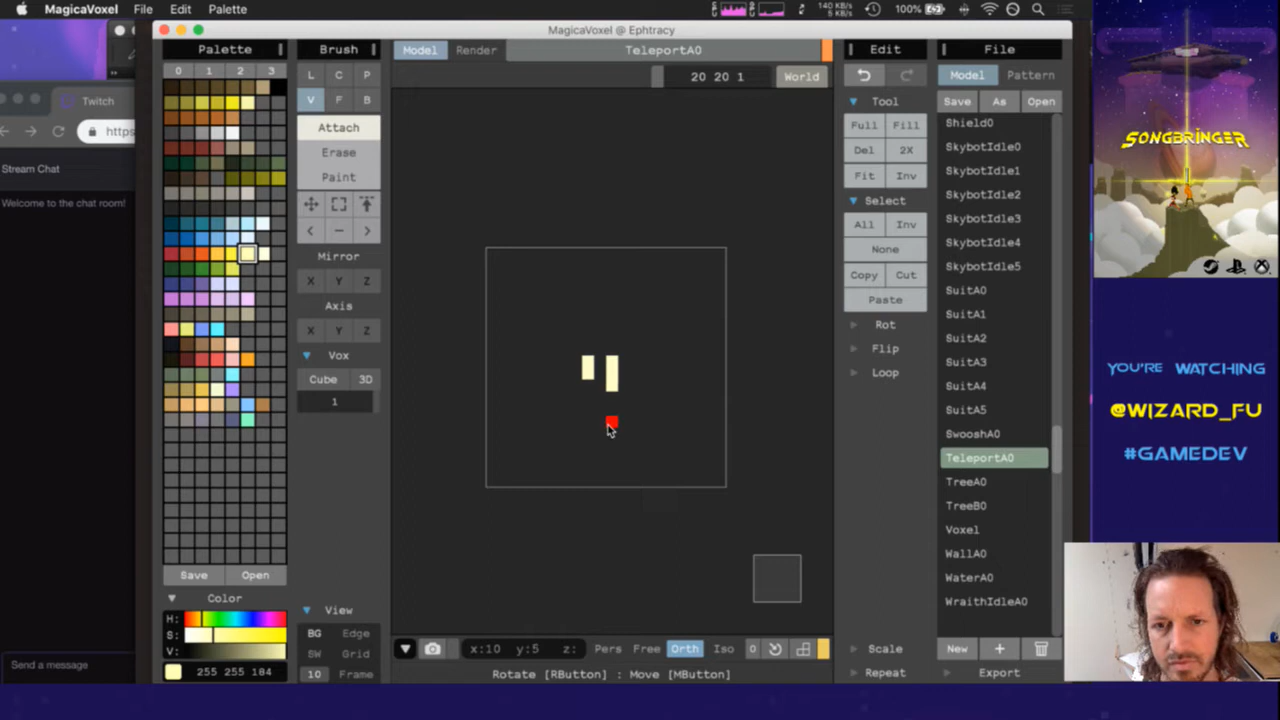 MagicaVoxel File Edit Palette
140 KB/s
5 KB/s
100%
MagicaVoxel @ Ephtracy
Palette
Brush
Model Render TeleportA0
Edit
File
0 1 2 3
L C P
20 20 1 World
Model Pattern
V F B
Save As Open
Twitch
https
Stream Chat
Welcome to the chat room!
Send a message
Attach
Erase
Paint
< – >
Mirror
X Y Z
Axis
X Y Z
Vox
Cube 3D
1
View
BG Edge
SW Grid
10 Frame
Save Open
Color
H:
S:
V:
255 255 184
x:10 y:5 z: Pers Free Orth Iso 0
Rotate [RButton] : Move [MButton]
Tool
Full Fill
Del 2X
Fit Inv
Select
All Inv
None
Copy Cut
Paste
Rot
Flip
Loop
Scale
Repeat
Shield0
SkybotIdle0
SkybotIdle1
SkybotIdle2
SkybotIdle3
SkybotIdle4
SkybotIdle5
SuitA0
SuitA1
SuitA2
SuitA3
SuitA4
SuitA5
SwooshA0
TeleportA0
TreeA0
TreeB0
Voxel
WallA0
WaterA0
WraithIdleA0
New +
Export
SONGBRINGER
YOU'RE WATCHING
@WIZARD_FU
#GAMEDEV